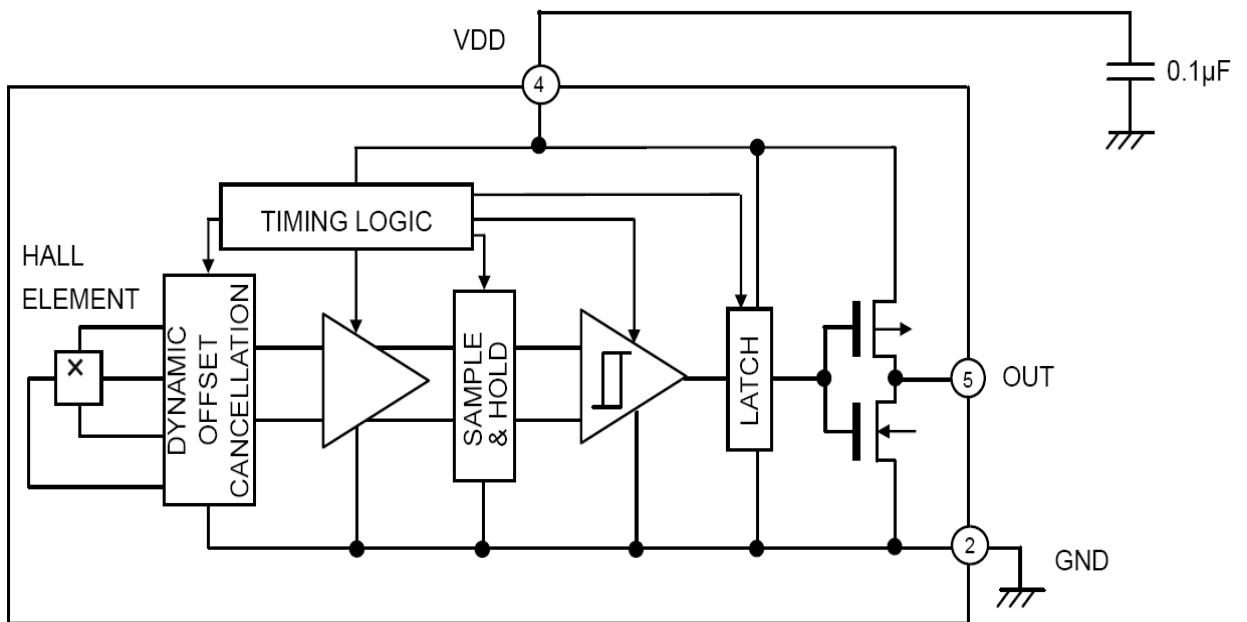 VDD
4
0.1µF
TIMING LOGIC
HALL
ELEMENT
×
DYNAMIC
OFFSET
CANCELLATION
SAMPLE
& HOLD
LATCH
5
OUT
2
GND